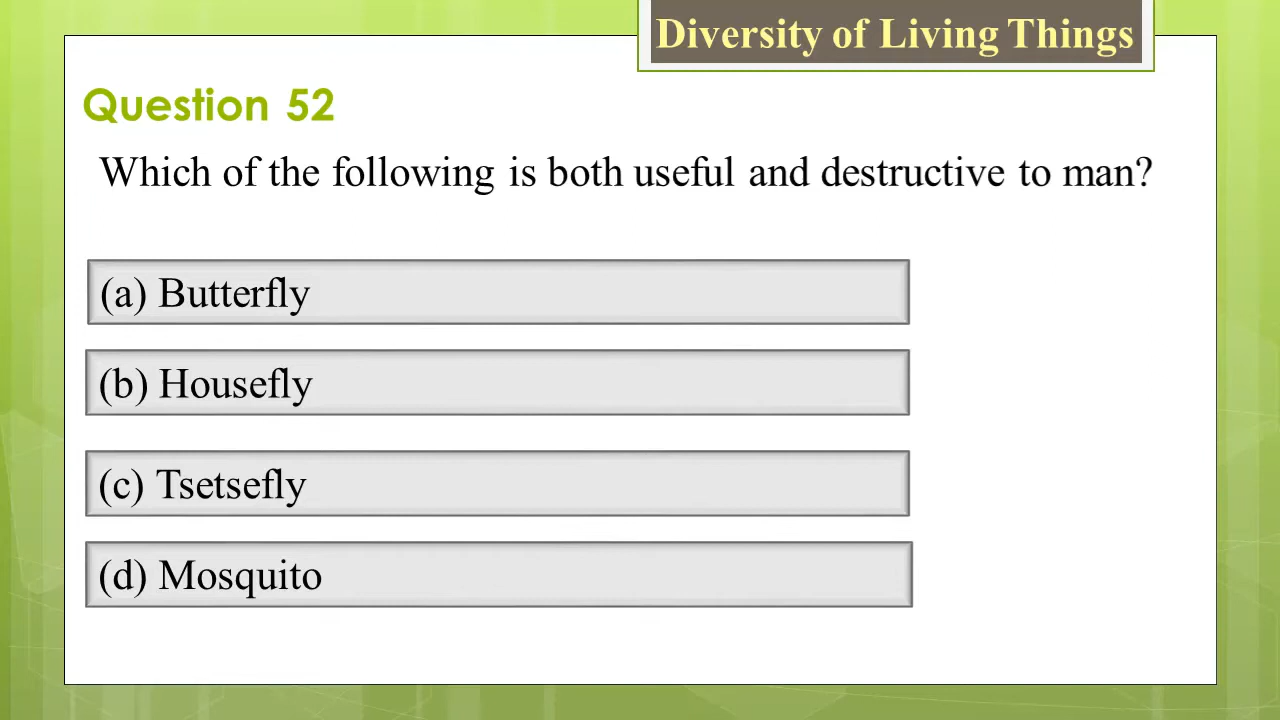 Diversity of Living Things
Question 52
Which of the following is both useful and destructive to man?
(a) Butterfly
(b) Housefly
(c) Tsetsefly
(d) Mosquito